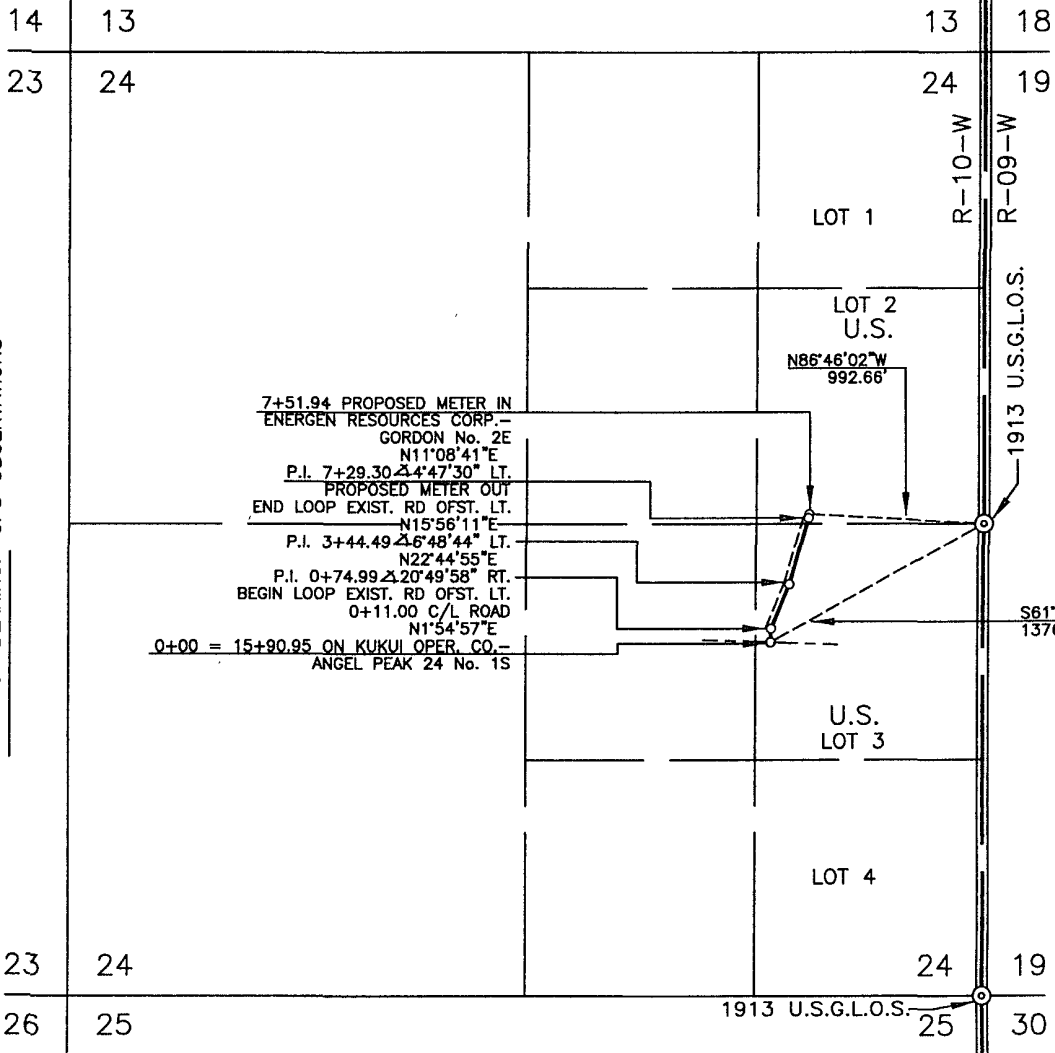 14 13 13 18
23 24 24 19
R-10-W
R-09-W
LOT 1
LOT 2
U.S.
1913 U.S.G.L.O.S.
N86°46'02"W
992.66'
7+51.94 PROPOSED METER IN
ENERGEN RESOURCES CORP.-
GORDON No. 2E
N11°08'41"E
P.I. 7+29.30 ∡ 4°47'30" LT.
PROPOSED METER OUT
END LOOP EXIST. RD OFST. LT.
N15°56'11"E
P.I. 3+44.49 ∡ 6°48'44" LT.
N22°44'55"E
P.I. 0+74.99 ∡ 20°49'58" RT.
BEGIN LOOP EXIST. RD OFST. LT.
0+11.00 C/L ROAD
N1°54'57"E
0+00 = 15+90.95 ON KUKUI OPER. CO.-
ANGEL PEAK 24 No. 1S
S61°
1376
U.S.
LOT 3
LOT 4
23 24 24 19
1913 U.S.G.L.O.S.
26 25 25 30